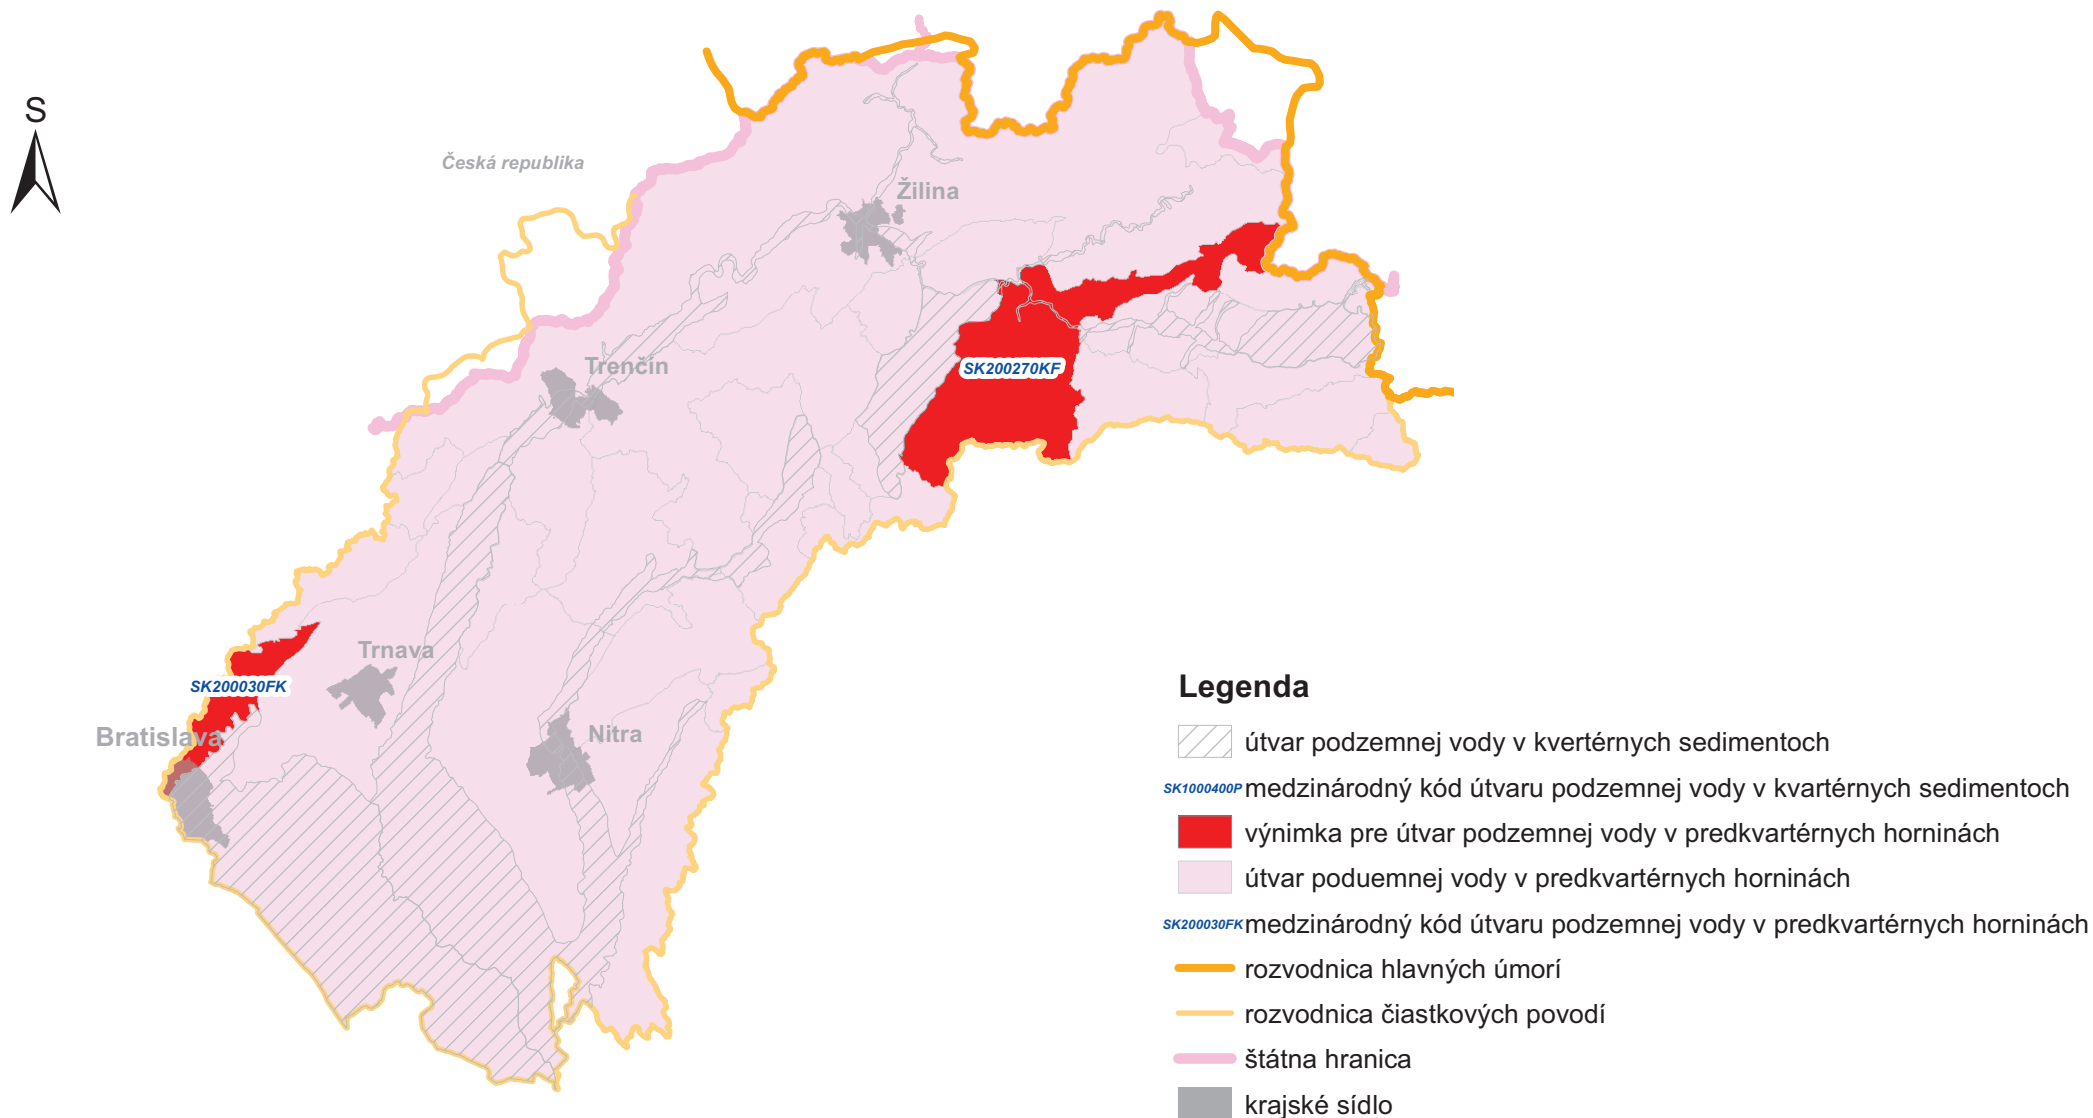 S
Česká republika
Žilina
Trenčín
SK200270KF
Trnava
SK200030FK
Bratislava
Nitra
Legenda
útvar podzemnej vody v kvertérnych sedimentoch
SK1000400P medzinárodný kód útvaru podzemnej vody v kvartérnych sedimentoch
výnimka pre útvar podzemnej vody v predkvartérnych horninách
útvar poduemnej vody v predkvartérnych horninách
SK200030FK medzinárodný kód útvaru podzemnej vody v predkvartérnych horninách
rozvodnica hlavných úmorí
rozvodnica čiastkových povodí
štátna hranica
krajské sídlo